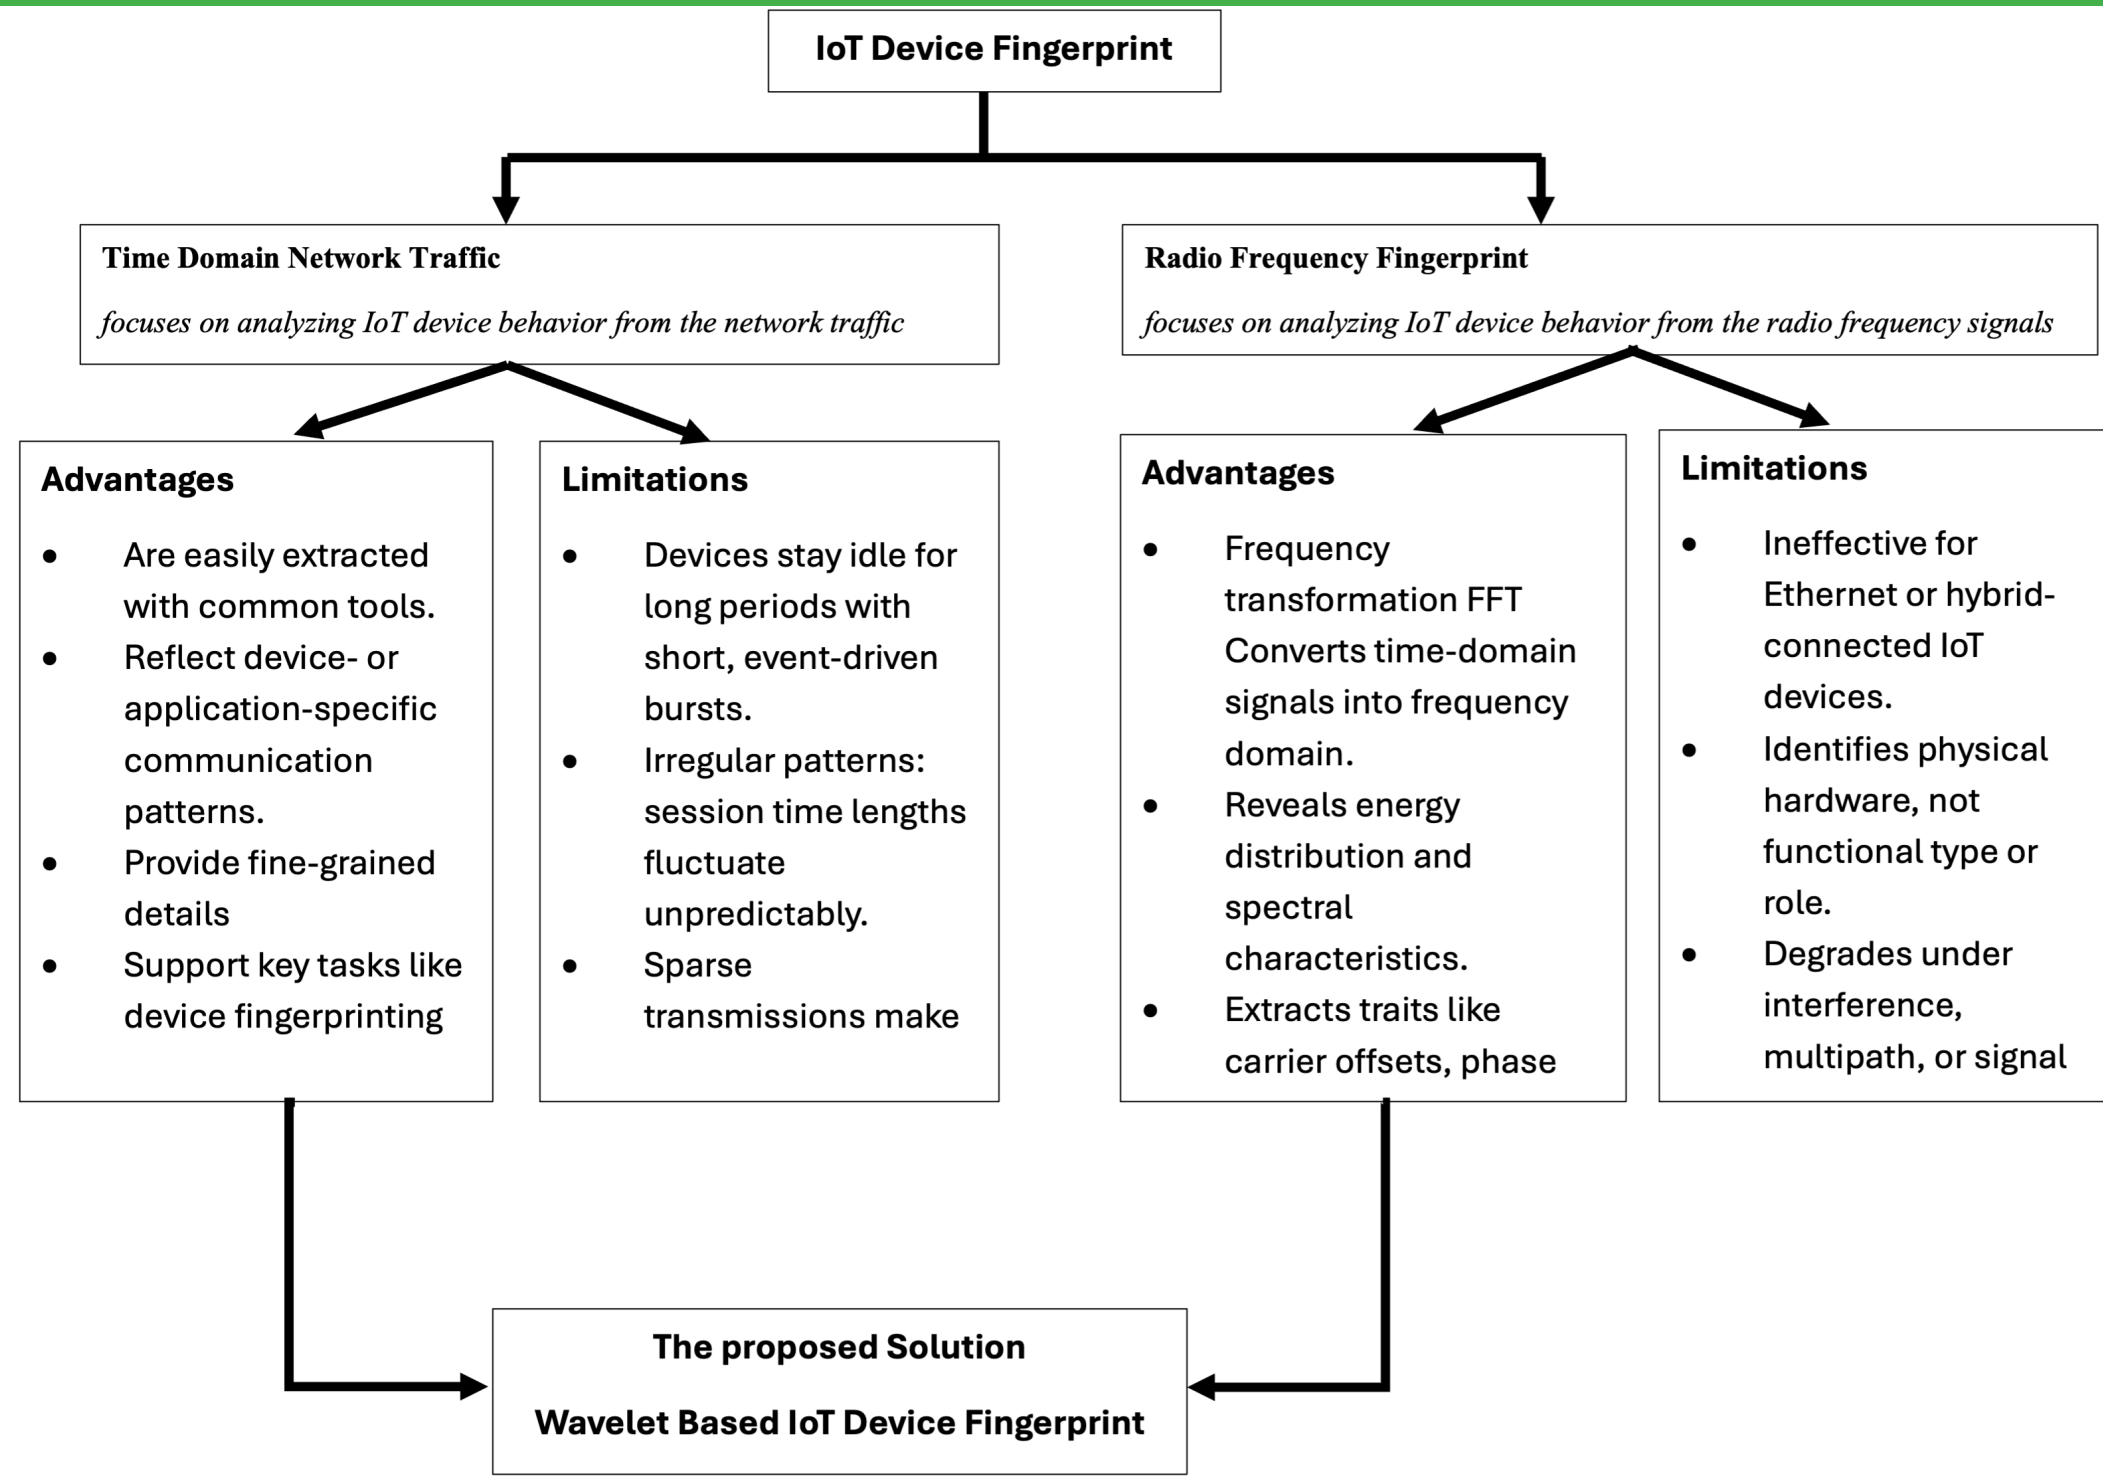 IoT Device Fingerprint
Time Domain Network Traffic
focuses on analyzing IoT device behavior from the network traffic
Radio Frequency Fingerprint
focuses on analyzing IoT device behavior from the radio frequency signals
Advantages
• Are easily extracted
with common tools.
• Reflect device- or
application-specific
communication
patterns.
• Provide fine-grained
details
• Support key tasks like
device fingerprinting
Limitations
• Devices stay idle for
long periods with
short, event-driven
bursts.
• Irregular patterns:
session time lengths
fluctuate
unpredictably.
• Sparse
transmissions make
Advantages
• Frequency
transformation FFT
Converts time-domain
signals into frequency
domain.
• Reveals energy
distribution and
spectral
characteristics.
• Extracts traits like
carrier offsets, phase
Limitations
• Ineffective for
Ethernet or hybrid-
connected IoT
devices.
• Identifies physical
hardware, not
functional type or
role.
• Degrades under
interference,
multipath, or signal
The proposed Solution
Wavelet Based IoT Device Fingerprint